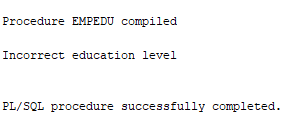 Procedure EMPEDU compiled
Incorrect education level
PL/SQL procedure successfully completed.